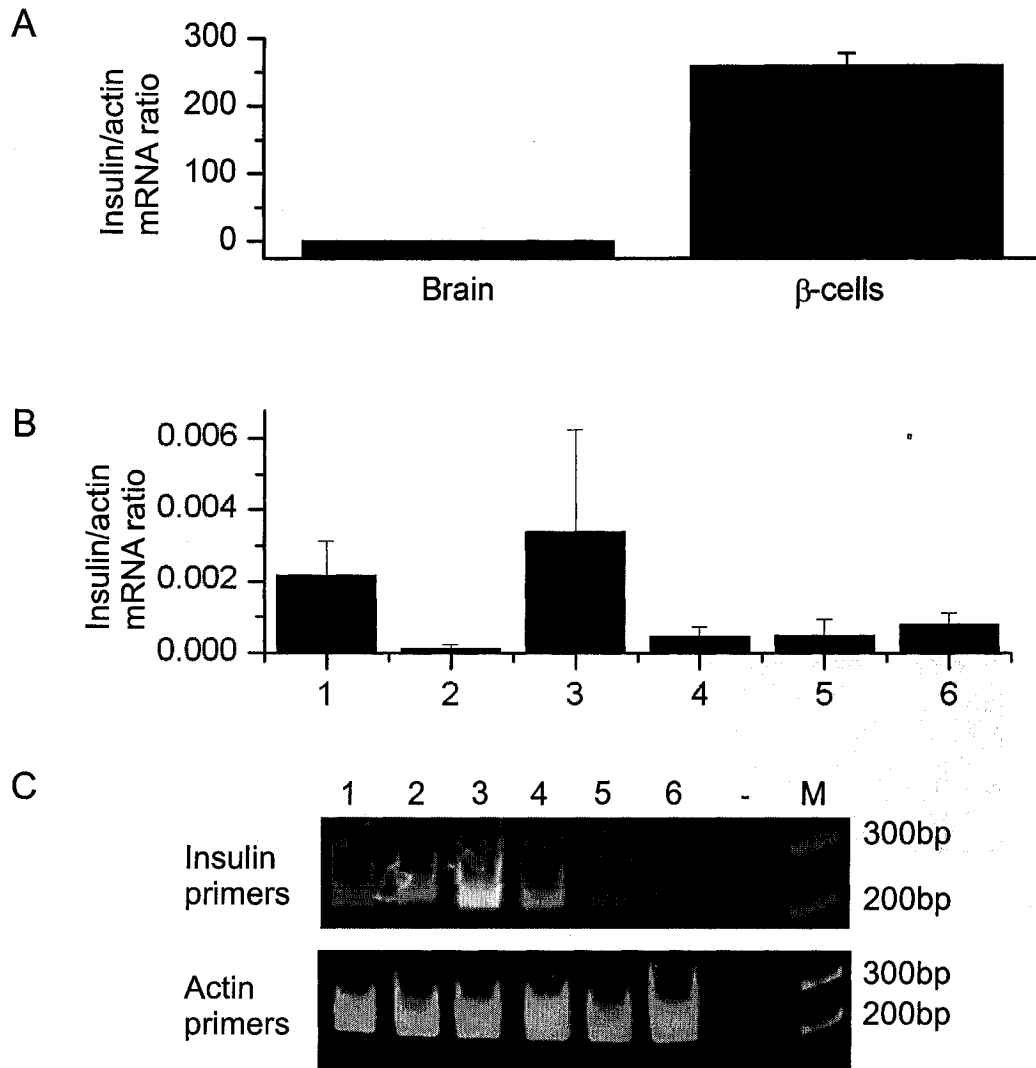 A
Insulin/actin
mRNA ratio
300
200
100
0
Brain
β-cells
B
Insulin/actin
mRNA ratio
0.006
0.004
0.002
0.000
1 2 3 4 5 6
C
1 2 3 4 5 6 - M
Insulin
primers
300bp
200bp
Actin
primers
300bp
200bp